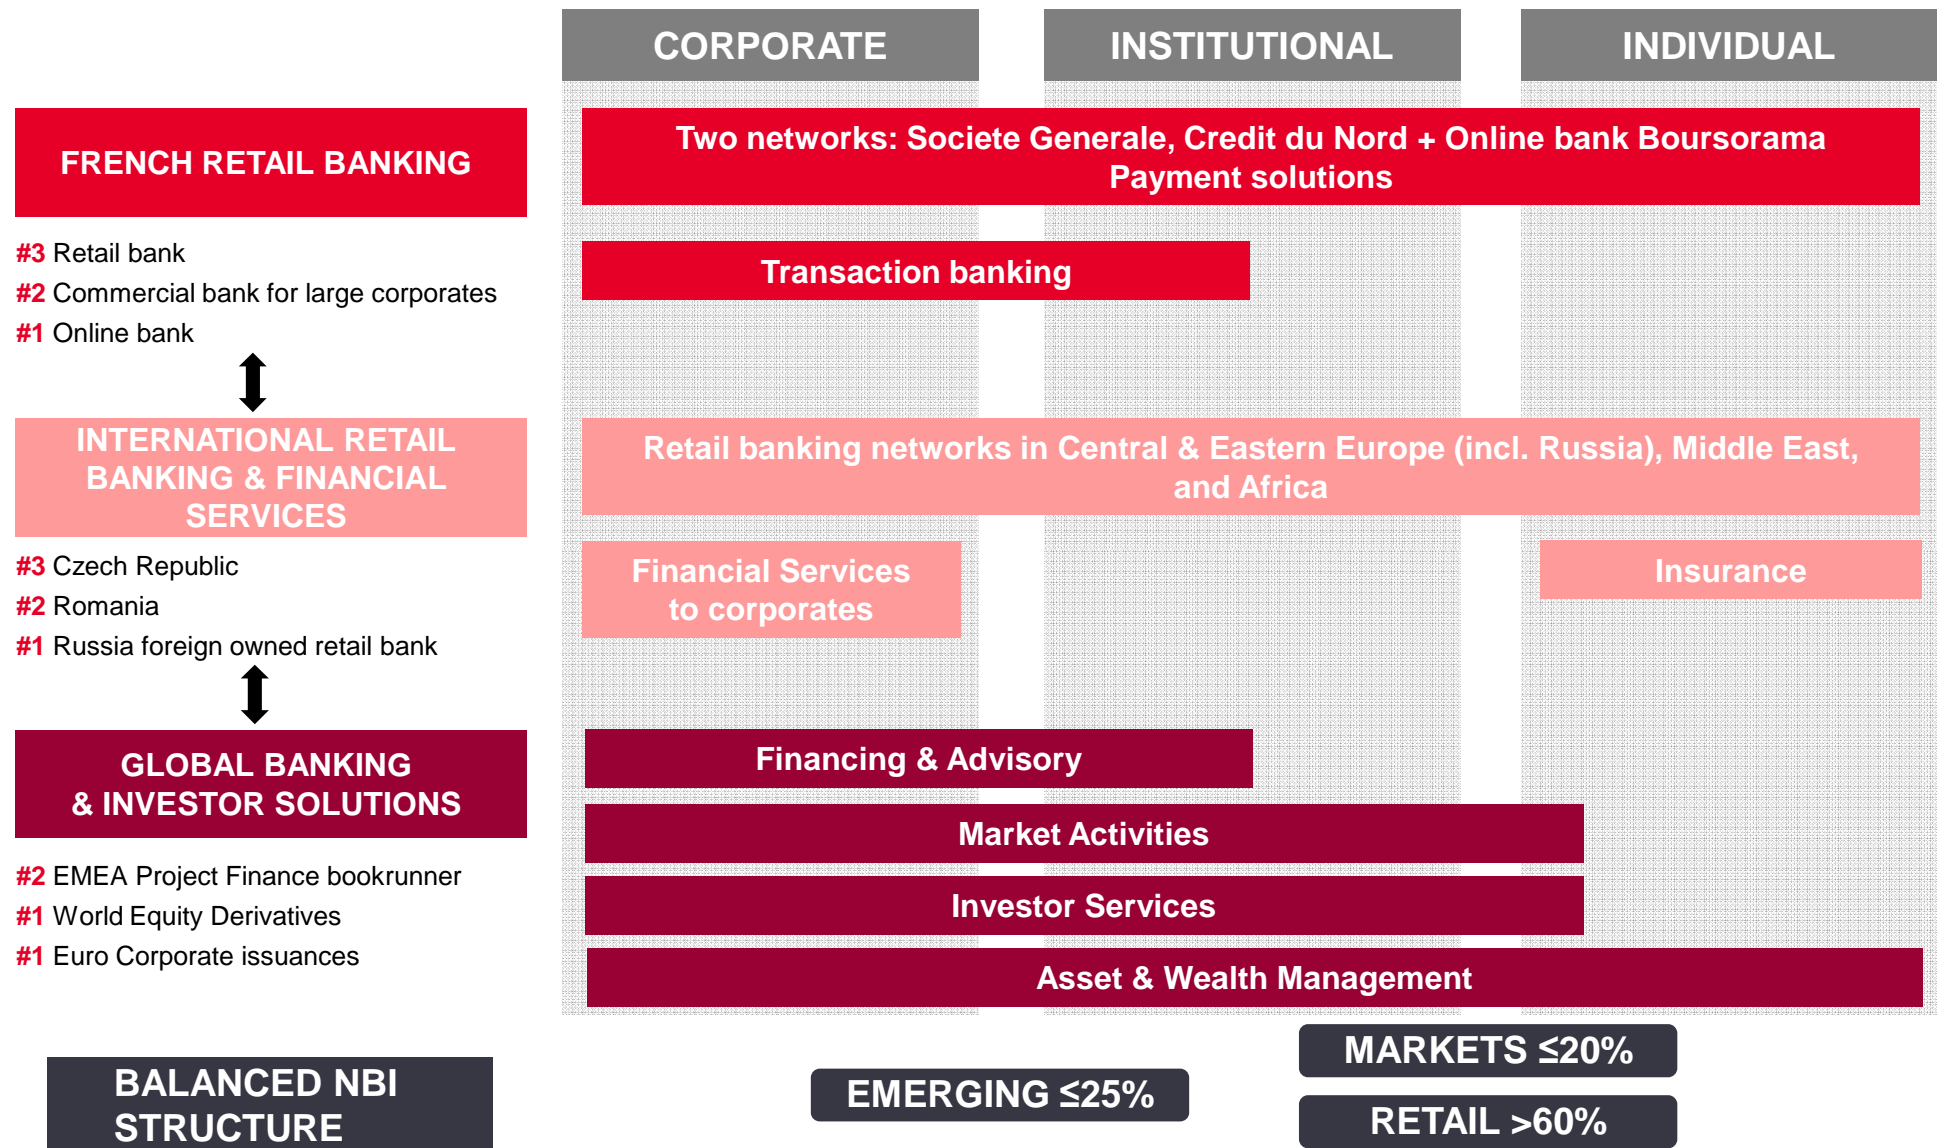 CORPORATE
INSTITUTIONAL
INDIVIDUAL
FRENCH RETAIL BANKING
Two networks: Societe Generale, Credit du Nord + Online bank Boursorama
Payment solutions
#3 Retail bank
#2 Commercial bank for large corporates
#1 Online bank
Transaction banking
INTERNATIONAL RETAIL
BANKING & FINANCIAL
SERVICES
Retail banking networks in Central & Eastern Europe (incl. Russia), Middle East,
and Africa
#3 Czech Republic
#2 Romania
#1 Russia foreign owned retail bank
Financial Services
to corporates
Insurance
GLOBAL BANKING
& INVESTOR SOLUTIONS
Financing & Advisory
Market Activities
#2 EMEA Project Finance bookrunner
#1 World Equity Derivatives
#1 Euro Corporate issuances
Investor Services
Asset & Wealth Management
BALANCED NBI
STRUCTURE
EMERGING ≤25%
MARKETS ≤20%
RETAIL >60%